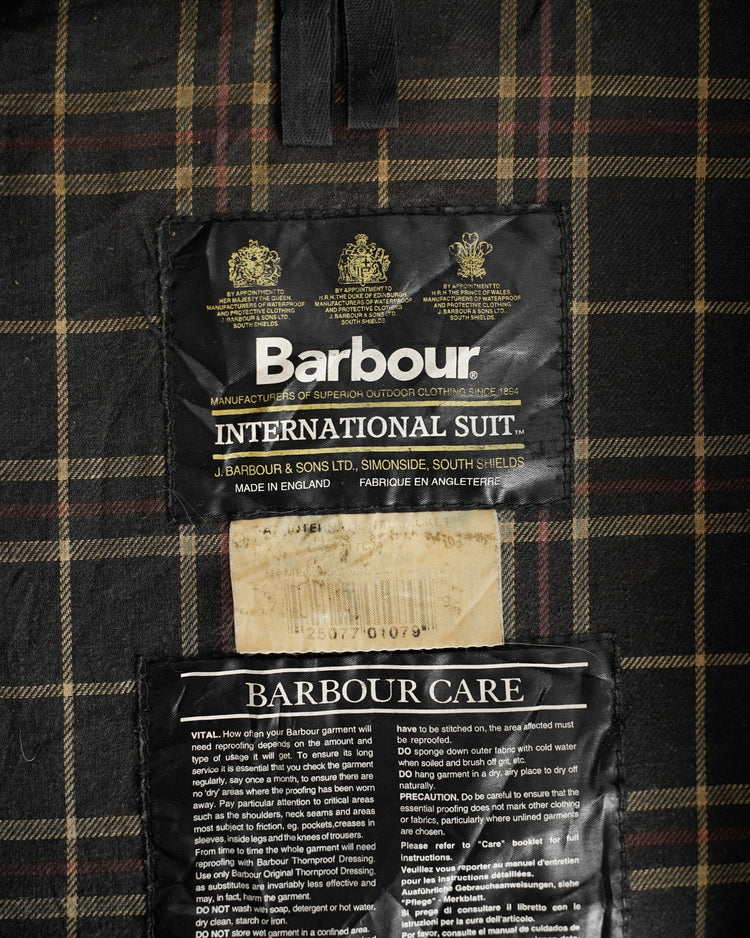 BY APPOINTMENT TO
HER MAJESTY THE QUEEN
MANUFACTURERS OF WATERPROOF
AND PROTECTIVE CLOTHING
J. BARBOUR & SONS LTD.
SOUTH SHIELDS.
BY APPOINTMENT TO
H.R.H. THE DUKE OF EDINBURGH
MANUFACTURERS OF WATERPROOF
AND PROTECTIVE CLOTHING
J. BARBOUR & SONS LTD.
SOUTH SHIELDS
BY APPOINTMENT TO
H.R.H. THE PRINCE OF WALES.
MANUFACTURERS OF WATERPROOF
AND PROTECTIVE CLOTHING
J. BARBOUR & SONS LTD.
SOUTH SHIELDS.
Barbour®
MANUFACTURERS OF SUPERIOR OUTDOOR CLOTHING SINCE 1894
INTERNATIONAL SUIT™
J. BARBOUR & SONS LTD., SIMONSIDE, SOUTH SHIELDS
MADE IN ENGLAND FABRIQUE EN ANGLETERRE
A7 INTERNATIONAL JACKET
NAME
25077 01079
BARBOUR CARE
VITAL. How often your Barbour garment will
need reproofing depends on the amount and
type of usage it will get. To ensure its long
service it is essential that you check the garment
regularly, say once a month, to ensure there are
no 'dry' areas where the proofing has been worn
away. Pay particular attention to critical areas
such as the shoulders, neck seams and areas
most subject to friction, eg. pockets,creases in
sleeves, inside legs and the knees of trousers.
From time to time the whole garment will need
reproofing with Barbour Thornproof Dressing.
Use only Barbour Original Thornproof Dressing,
as substitutes are invariably less effective and
may, in fact, harm the garment.
DO NOT wash with soap, detergent or hot water,
dry clean, starch or iron.
DO NOT store wet garment in a confined area.
have to be stitched on, the area affected must
be reproofed.
DO sponge down outer fabric with cold water
when soiled and brush off grit, etc.
DO hang garment in a dry, airy place to dry off
naturally.
PRECAUTION. Do be careful to ensure that the
essential proofing does not mark other clothing
or fabrics, particularly where unlined garments
are chosen.
Please refer to "Care" booklet for full
instructions.
Veuillez vous reporter au manuel d'entretien
pour les instructions détaillées.
Ausführliche Gebrauchsanweisungen, siehe
"Pflege" - Merkblatt.
Si prega di consultare il libretto con le
istruzioni per la cura dell'articolo.
Por favor, consulte el manual de cuidados de